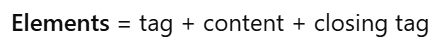 Elements = tag + content + closing tag